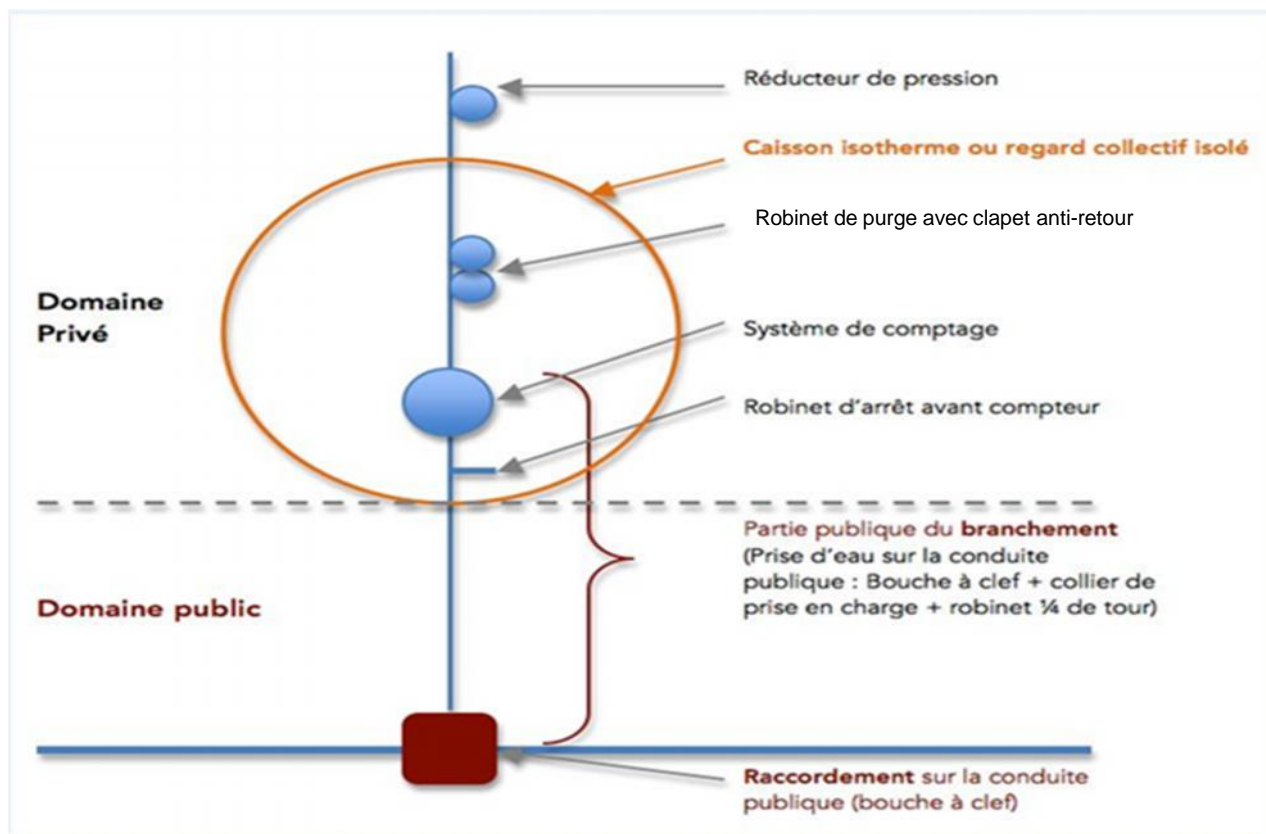 Réducteur de pression
Caisson isotherme ou regard collectif isolé
Robinet de purge avec clapet anti-retour
Domaine
Privé
Système de comptage
Robinet d'arrêt avant compteur
Partie publique du branchement
(Prise d'eau sur la conduite
publique : Bouche à clef + collier de
prise en charge + robinet ¼ de tour)
Domaine public
Raccordement sur la conduite
publique (bouche à clef)